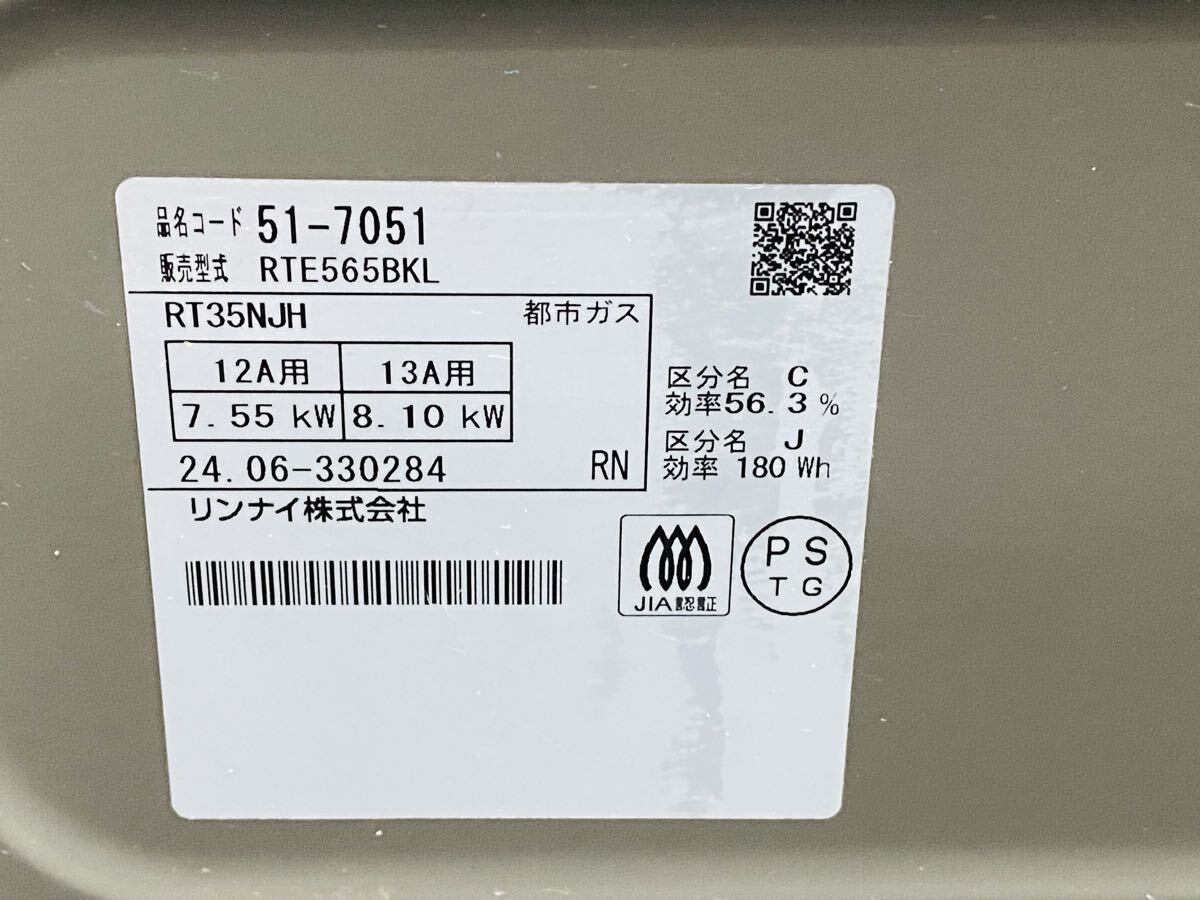 品名コード 51-7051
販売型式 RTE565BKL
RT35NJH 都市ガス
12A用 13A用
7.55 kW 8.10 kW
24.06-330284 RN
リンナイ株式会社
区分名 C
効率56.3 %
区分名 J
効率 180 Wh
JIA認証
PS
TG